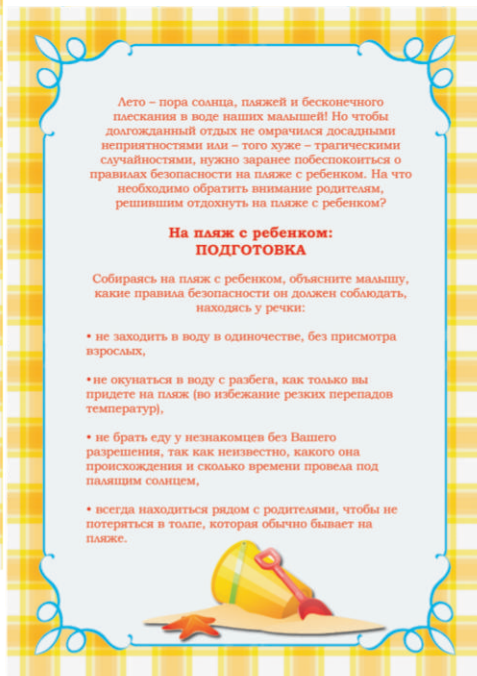 Лето – пора солнца, пляжей и бесконечного
плескания в воде наших малышей! Но чтобы
долгожданный отдых не омрачился досадными
неприятностями или – того хуже – трагическими
случайностями, нужно заранее побеспокоиться о
правилах безопасности на пляже с ребенком. На что
необходимо обратить внимание родителям,
решившим отдохнуть на пляже с ребенком?
На пляж с ребенком:
ПОДГОТОВКА
Собираясь на пляж с ребенком, объясните малышу,
какие правила безопасности он должен соблюдать,
находясь у речки:
• не заходить в воду в одиночестве, без присмотра
взрослых,
•не окунаться в воду с разбега, как только вы
придете на пляж (во избежание резких перепадов
температур),
• не брать еду у незнакомцев без Вашего
разрешения, так как неизвестно, какого она
происхождения и сколько времени провела под
палящим солнцем,
• всегда находиться рядом с родителями, чтобы не
потеряться в толпе, которая обычно бывает на
пляже.